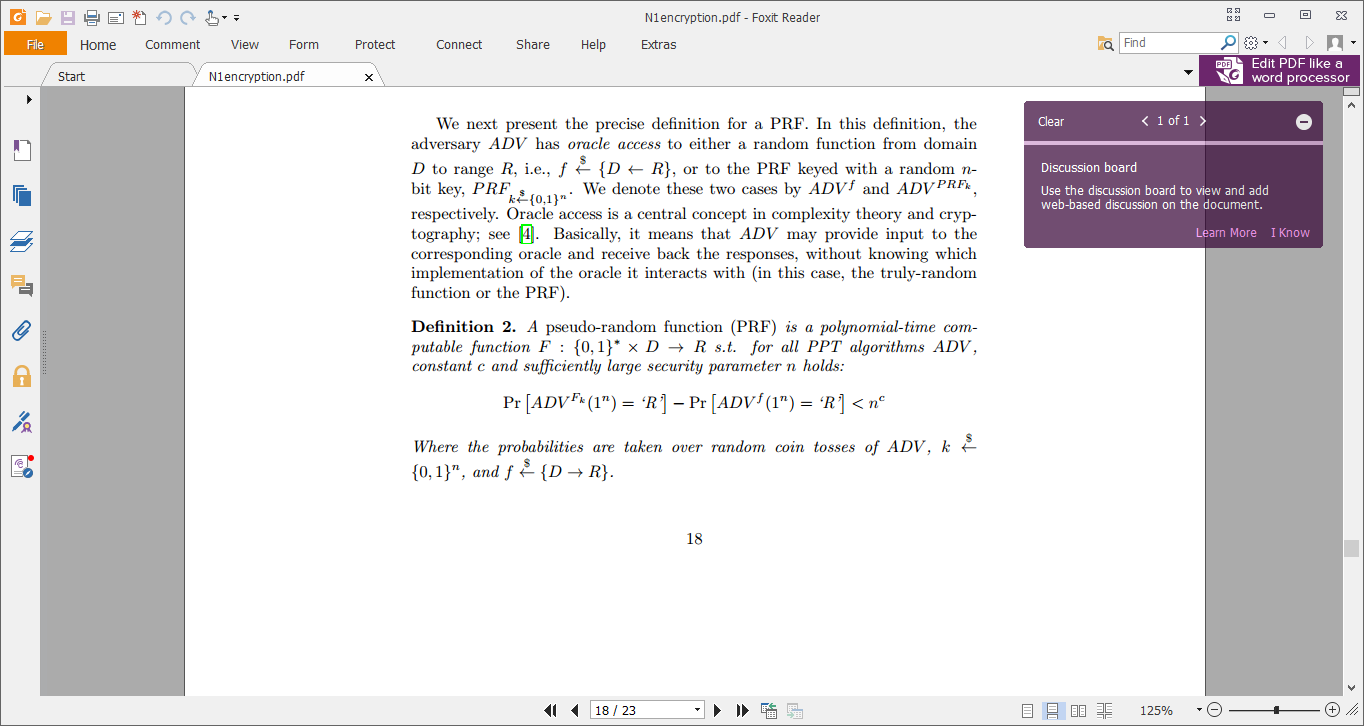 N1encryption.pdf - Foxit Reader
File Home Comment View Form Protect Connect Share Help Extras
Find
Start
N1encryption.pdf
Edit PDF like a
word processor
We next present the precise definition for a PRF. In this definition, the
adversary ADV has oracle access to either a random function from domain
D to range R, i.e., f $← {D ← R}, or to the PRF keyed with a random n-
bit key, PRF k$←{0,1}ⁿ. We denote these two cases by ADV^f and ADV^PRF_k,
respectively. Oracle access is a central concept in complexity theory and cryp-
tography; see [4]. Basically, it means that ADV may provide input to the
corresponding oracle and receive back the responses, without knowing which
implementation of the oracle it interacts with (in this case, the truly-random
function or the PRF).
Definition 2. A pseudo-random function (PRF) is a polynomial-time com-
putable function F : {0, 1}* × D → R s.t. for all PPT algorithms ADV,
constant c and sufficiently large security parameter n holds:
Pr [ADV^F_k(1ⁿ) = ‘R’] − Pr [ADV^f(1ⁿ) = ‘R’] < n^c
Where the probabilities are taken over random coin tosses of ADV, k $←
{0, 1}ⁿ, and f $← {D → R}.
18
Clear
1 of 1
Discussion board
Use the discussion board to view and add
web-based discussion on the document.
Learn More I Know
18 / 23
125%